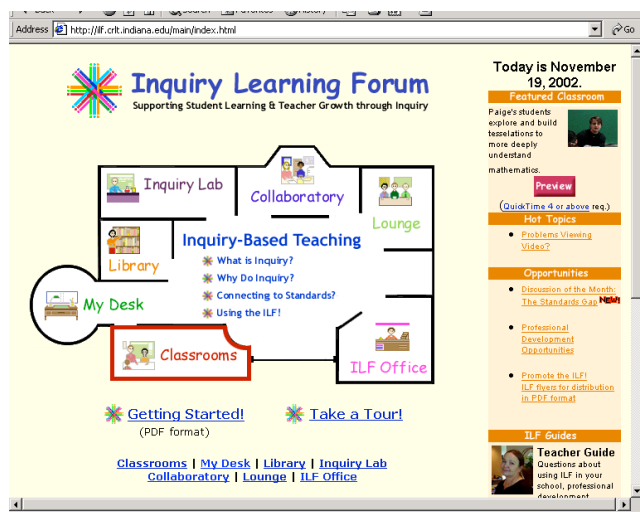 Address http://ilf.crlt.indiana.edu/main/index.html Go
Inquiry Learning Forum
Supporting Student Learning & Teacher Growth through Inquiry
Inquiry Lab
Collaboratory
Lounge
Library
Inquiry-Based Teaching
What is Inquiry?
Why Do Inquiry?
Connecting to Standards?
Using the ILF!
My Desk
Classrooms
ILF Office
Getting Started!
(PDF format)
Take a Tour!
Classrooms | My Desk | Library | Inquiry Lab
Collaboratory | Lounge | ILF Office
Today is November
19, 2002.
Featured Classroom
Paige's students
explore and build
tesselations to
more deeply
understand
mathematics.
Preview
(QuickTime 4 or above req.)
Hot Topics
Problems Viewing
Video?
Opportunities
Discussion of the Month:
The Standards Gap NEW!
Professional
Development
Opportunities
Promote the ILF!
ILF flyers for distribution
in PDF format
ILF Guides
Teacher Guide
Questions about
using ILF in your
school, professional
development